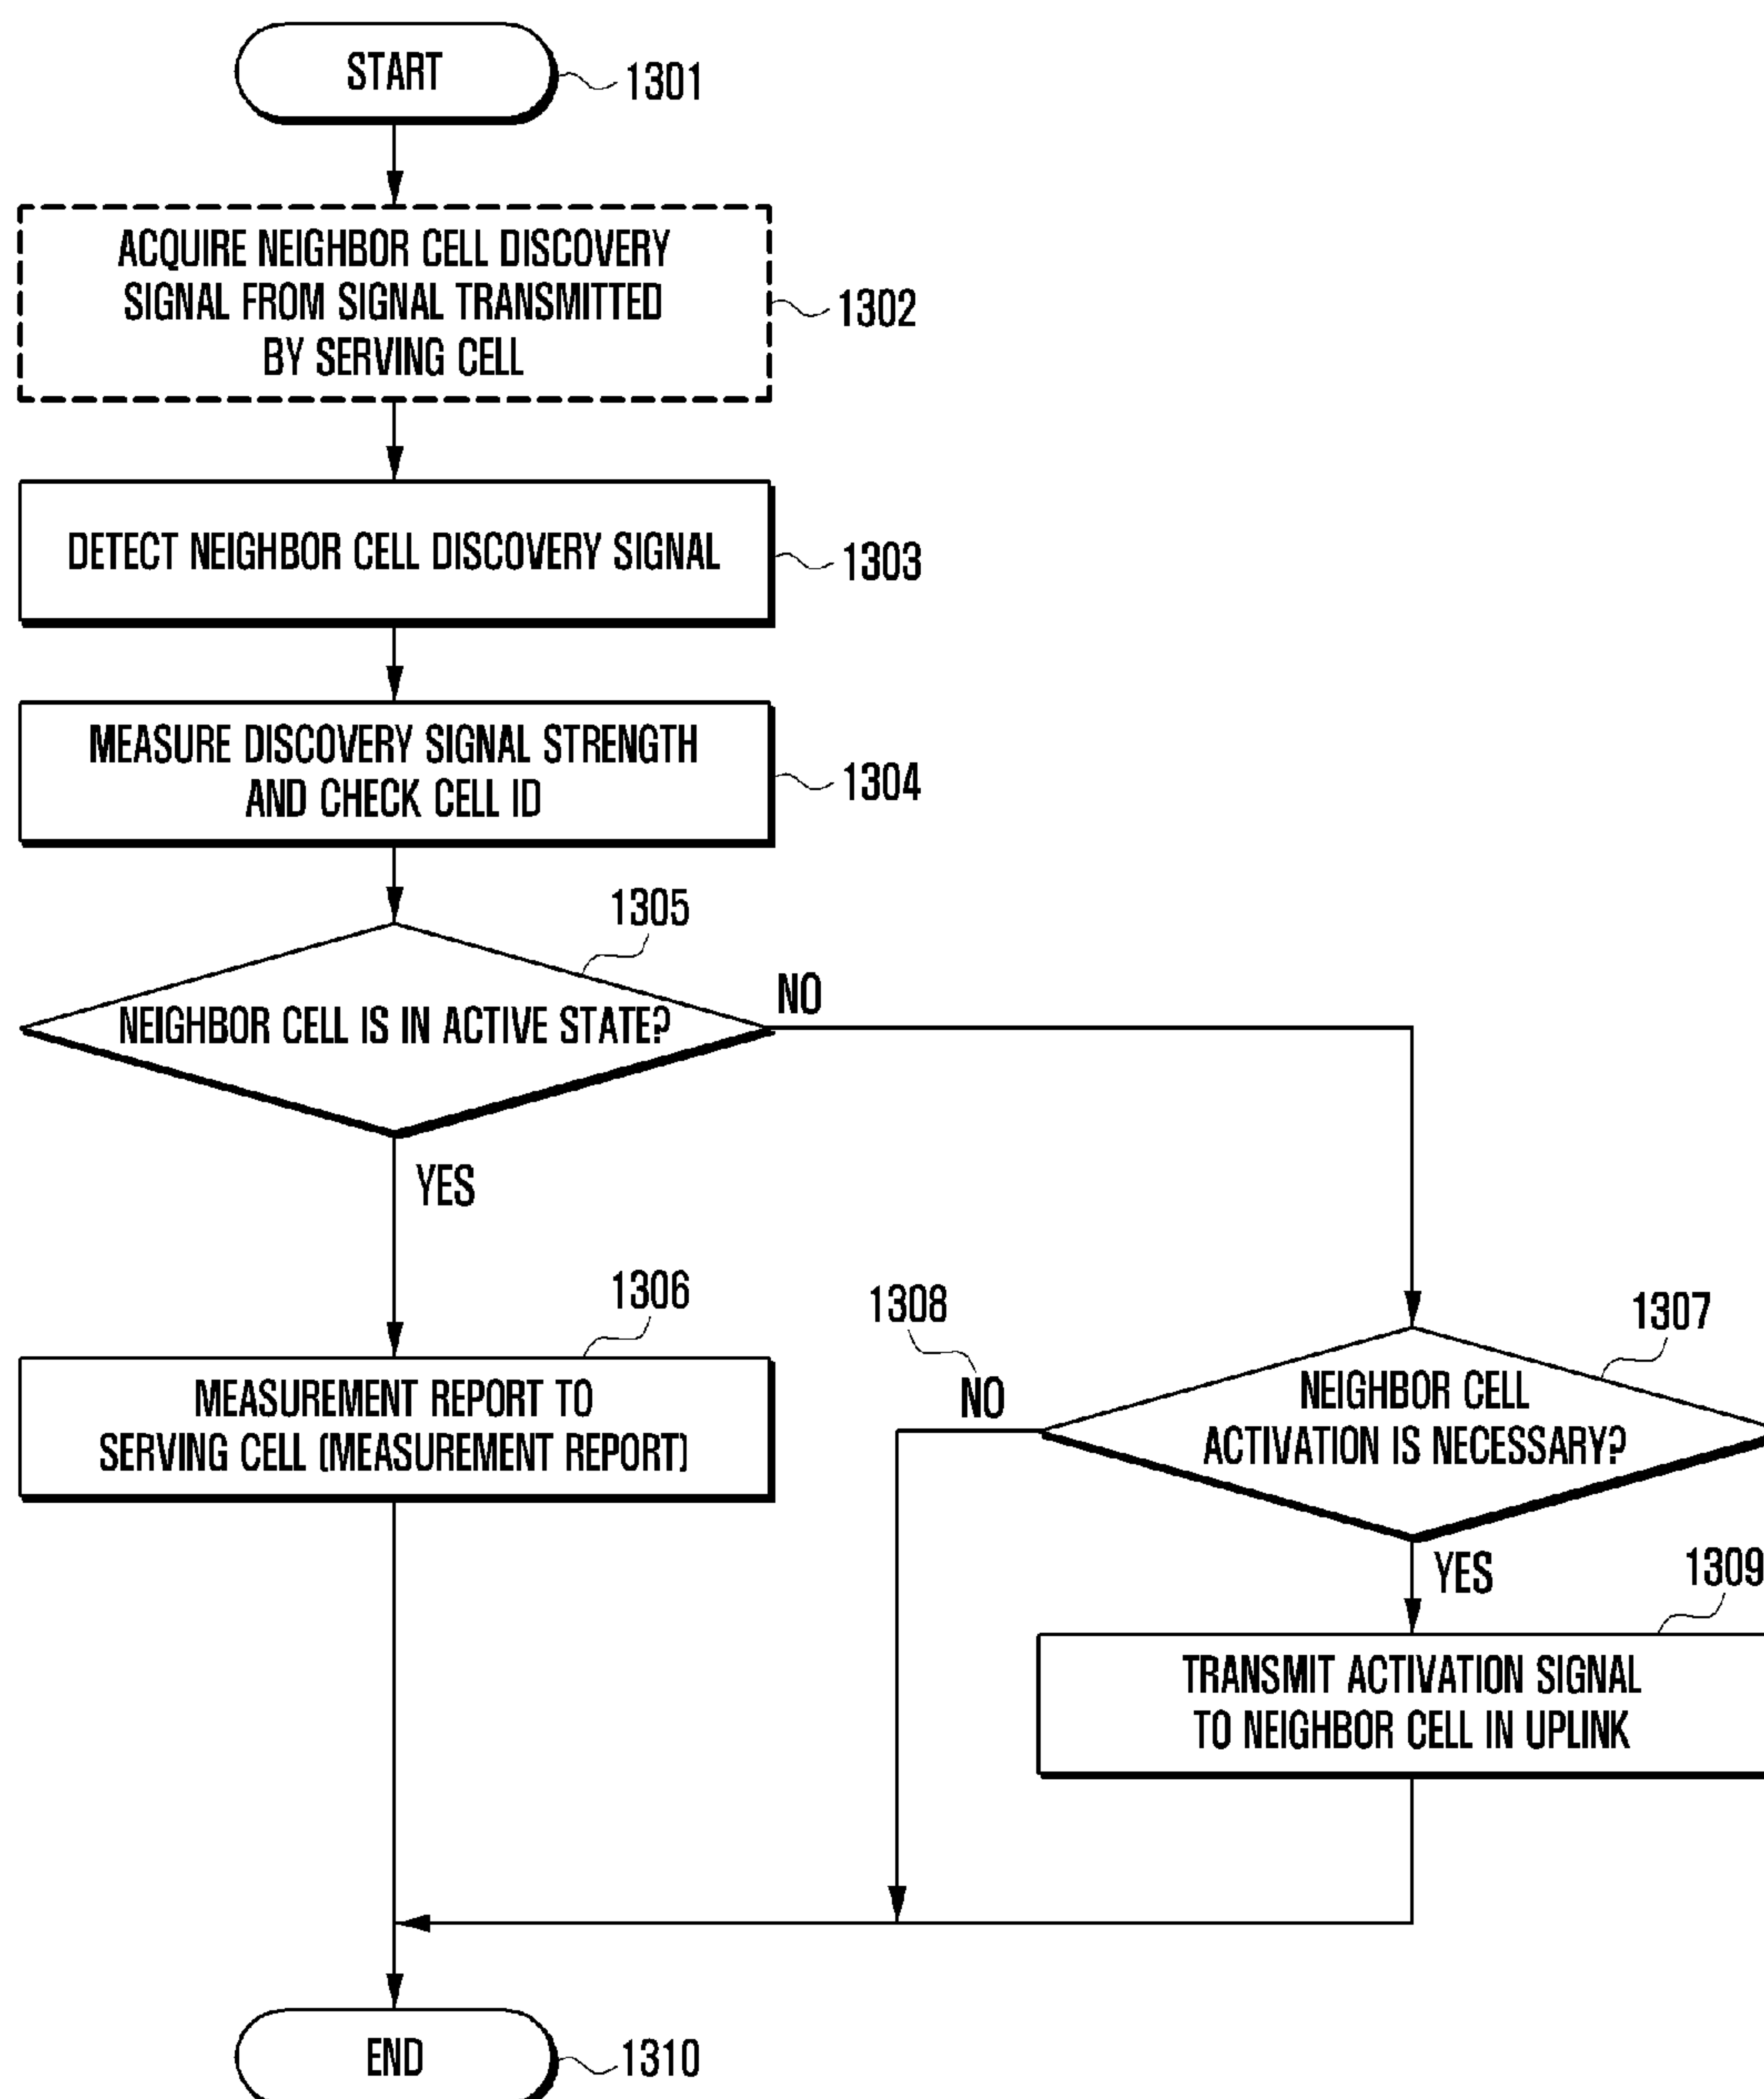 START
1301
ACQUIRE NEIGHBOR CELL DISCOVERY
SIGNAL FROM SIGNAL TRANSMITTED
BY SERVING CELL
1302
DETECT NEIGHBOR CELL DISCOVERY SIGNAL
1303
MEASURE DISCOVERY SIGNAL STRENGTH
AND CHECK CELL ID
1304
1305
NEIGHBOR CELL IS IN ACTIVE STATE?
NO
YES
1306
MEASUREMENT REPORT TO
SERVING CELL (MEASUREMENT REPORT)
1308
NO
1307
NEIGHBOR CELL
ACTIVATION IS NECESSARY?
YES
1309
TRANSMIT ACTIVATION SIGNAL
TO NEIGHBOR CELL IN UPLINK
END
1310